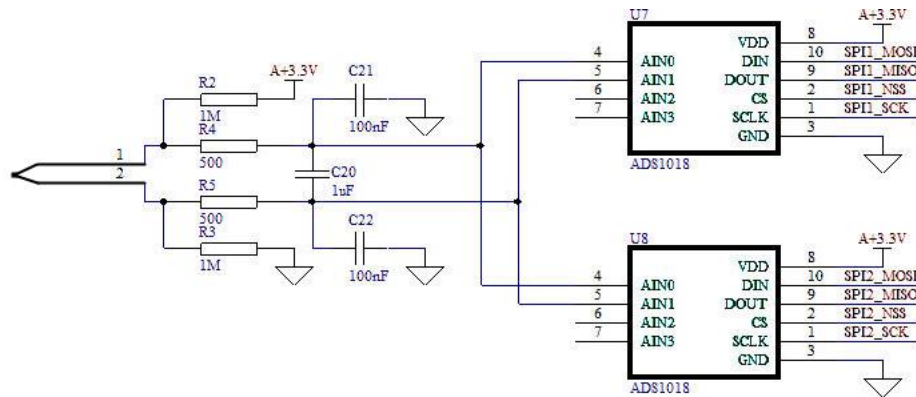 U7
A+3.3V
8
VDD
4
AIN0
DIN
10
SPI1_MOSI
5
AIN1
DOUT
9
SPI1_MISO
6
AIN2
CS
2
SPI1_NSS
7
AIN3
SCLK
1
SPI1_SCK
GND
3
ADS1018
A+3.3V
C21
100nF
R2
1M
R4
500
1
2
C20
1uF
R5
500
C22
100nF
R3
1M
U8
A+3.3V
8
VDD
4
AIN0
DIN
10
SPI2_MOSI
5
AIN1
DOUT
9
SPI2_MISO
6
AIN2
CS
2
SPI2_NSS
7
AIN3
SCLK
1
SPI2_SCK
GND
3
ADS1018